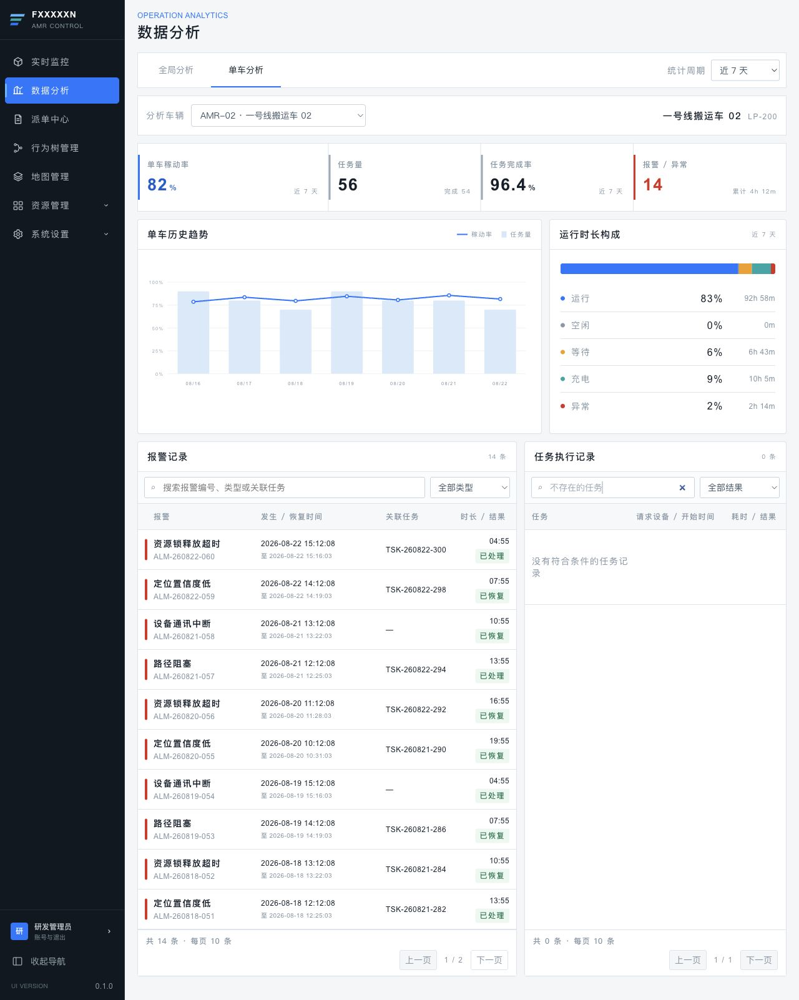 FXXXXXN
AMR CONTROL
实时监控
数据分析
派单中心
行为树管理
地图管理
资源管理
系统设置
研
研发管理员
账号与退出
收起导航
UI VERSION 0.1.0
OPERATION ANALYTICS
数据分析
全局分析 单车分析 统计周期 近 7 天
分析车辆 AMR-02 · 一号线搬运车 02 一号线搬运车 02 LP-200
单车稼动率
82% 近 7 天
任务量
56 完成 54
任务完成率
96.4% 近 7 天
报警 / 异常
14 累计 4h 12m
单车历史趋势 稼动率 任务量
100%
75%
50%
25%
0%
08/16 08/17 08/18 08/19 08/20 08/21 08/22
运行时长构成 近 7 天
运行 83% 92h 58m
空闲 0% 0m
等待 6% 6h 43m
充电 9% 10h 5m
异常 2% 2h 14m
报警记录 14 条
搜索报警编号、类型或关联任务 全部类型
报警 发生 / 恢复时间 关联任务 时长 / 结果
资源锁释放超时 2026-08-22 15:12:08 TSK-260822-300 04:55
ALM-260822-060 至 2026-08-22 15:16:03 已处理
定位置信度低 2026-08-22 14:12:08 TSK-260822-298 07:55
ALM-260822-059 至 2026-08-22 14:19:03 已恢复
设备通讯中断 2026-08-21 13:12:08 — 10:55
ALM-260821-058 至 2026-08-21 13:22:03 已恢复
路径阻塞 2026-08-21 12:12:08 TSK-260822-294 13:55
ALM-260821-057 至 2026-08-21 12:25:03 已处理
资源锁释放超时 2026-08-20 11:12:08 TSK-260822-292 16:55
ALM-260820-056 至 2026-08-20 11:28:03 已恢复
定位置信度低 2026-08-20 10:12:08 TSK-260821-290 19:55
ALM-260820-055 至 2026-08-20 10:31:03 已恢复
设备通讯中断 2026-08-19 15:12:08 — 04:55
ALM-260819-054 至 2026-08-19 15:16:03 已处理
路径阻塞 2026-08-19 14:12:08 TSK-260821-286 07:55
ALM-260819-053 至 2026-08-19 14:19:03 已恢复
资源锁释放超时 2026-08-18 13:12:08 TSK-260821-284 10:55
ALM-260818-052 至 2026-08-18 13:22:03 已恢复
定位置信度低 2026-08-18 12:12:08 TSK-260821-282 13:55
ALM-260818-051 至 2026-08-18 12:25:03 已处理
共 14 条 · 每页 10 条
上一页 1 / 2 下一页
任务执行记录 0 条
不存在的任务 全部结果
任务 请求设备 / 开始时间 耗时 / 结果
没有符合条件的任务记
录
共 0 条 · 每页 10 条
上一页 1 / 1 下一页